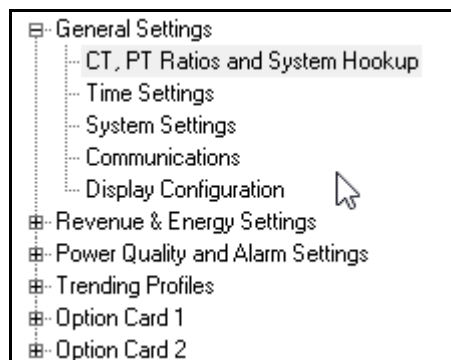 General Settings
CT, PT Ratios and System Hookup
Time Settings
System Settings
Communications
Display Configuration
Revenue & Energy Settings
Power Quality and Alarm Settings
Trending Profiles
Option Card 1
Option Card 2